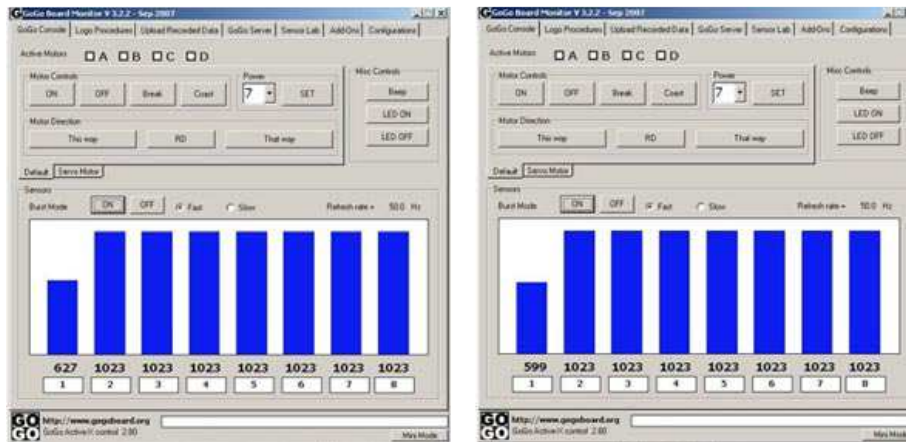 GoGo Board Monitor V 3.2.2 - Sep 2007
GoGo Console Logo Procedures Upload Recorded Data GoGo Server Sensor Lab Add-Ons Configurations
Active Motors A B C D
Motor Controls Power Misc Controls
ON OFF Break Coast 7 SET Beep
LED ON
Motor Direction
This way RD That way LED OFF
Default Servo Motor
Sensors
Burst Mode ON OFF Fast Slow Refresh rate = 50.0 Hz
627 1023 1023 1023 1023 1023 1023 1023
1 2 3 4 5 6 7 8
GO GO http://www.gogoboard.org
GoGo Active X control 2.80
Mini Mode
GoGo Board Monitor V 3.2.2 - Sep 2007
GoGo Console Logo Procedures Upload Recorded Data GoGo Server Sensor Lab Add-Ons Configurations
Active Motors A B C D
Motor Controls Power Misc Controls
ON OFF Break Coast 7 SET Beep
LED ON
Motor Direction
This way RD That way LED OFF
Default Servo Motor
Sensors
Burst Mode ON OFF Fast Slow Refresh rate = 50.0 Hz
599 1023 1023 1023 1023 1023 1023 1023
1 2 3 4 5 6 7 8
GO GO http://www.gogoboard.org
GoGo Active X control 2.80
Mini Mode